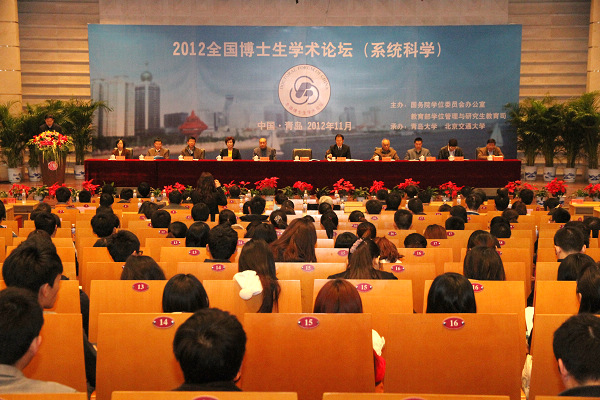 2012全国博士生学术论坛（系统科学）
中国·青岛 2012年11月
主办：国务院学位委员会办公室
教育部学位管理与研究生教育司
承办：青岛大学·北京交通大学
13
15
16
14
15
16